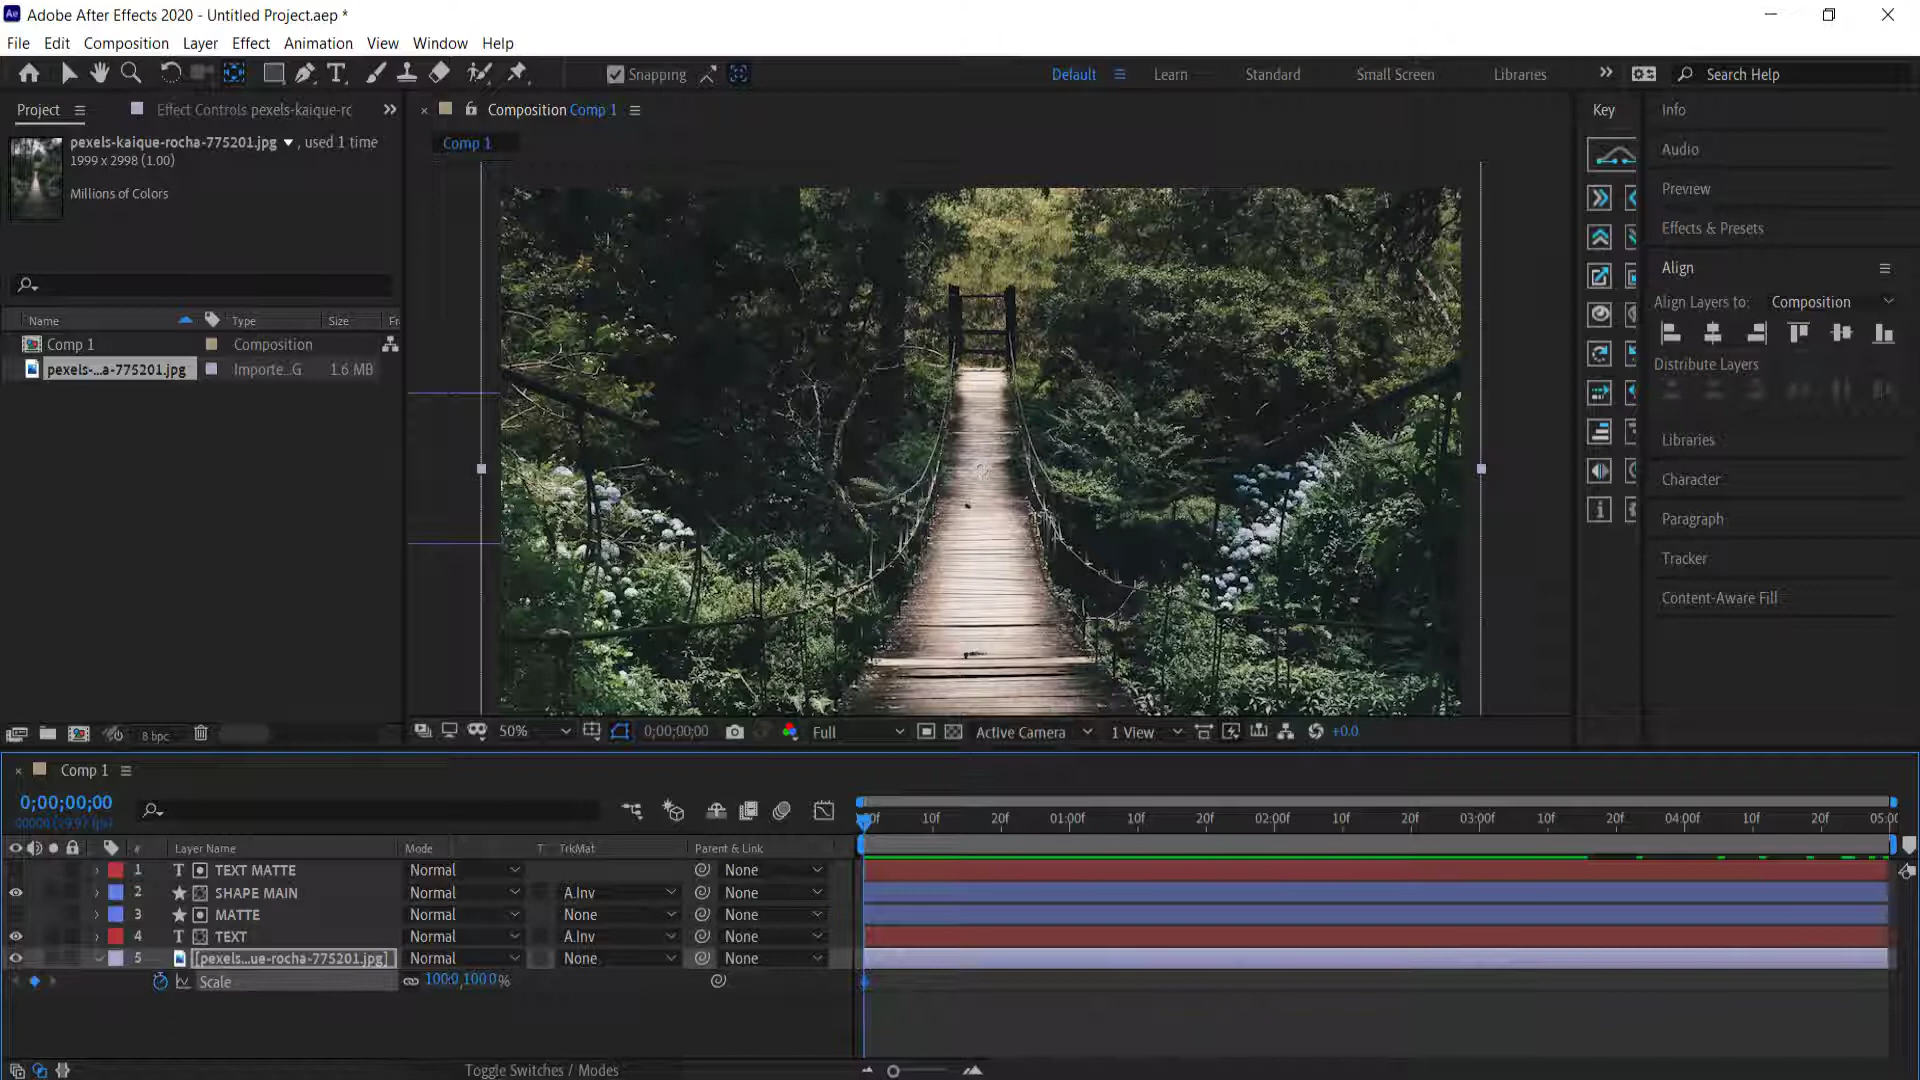 Adobe After Effects 2020 - Untitled Project.aep *
File Edit Composition Layer Effect Animation View Window Help
Snapping
Default Learn Standard Small Screen Libraries Search Help
Project Effect Controls pexels-kaique-rc
Composition Comp 1
Key
Info
Comp 1
pexels-kaique-rocha-775201.jpg , used 1 time
1999 x 2998 (1.00)
Millions of Colors
Audio
Preview
Effects & Presets
Align
Align Layers to: Composition
Distribute Layers
Libraries
Character
Paragraph
Tracker
Content-Aware Fill
Name Type Size Fr
Comp 1 Composition
pexels-...a-775201.jpg Importe...G 1.6 MB
8 bpc
50% 0;00;00;00 Full Active Camera 1 View +0.0
Comp 1
0;00;00;00
10f 20f 01:00f 10f 20f 02:00f 10f 20f 03:00f 10f 20f 04:00f 10f 20f 05:00
# Layer Name Mode T TrkMat Parent & Link
1 T TEXT MATTE Normal None
2 SHAPE MAIN Normal A.Inv None
3 MATTE Normal None None
4 T TEXT Normal A.Inv None
5 [pexels...ue-rocha-775201.jpg] Normal None None
Scale 100.0,100.0%
Toggle Switches / Modes